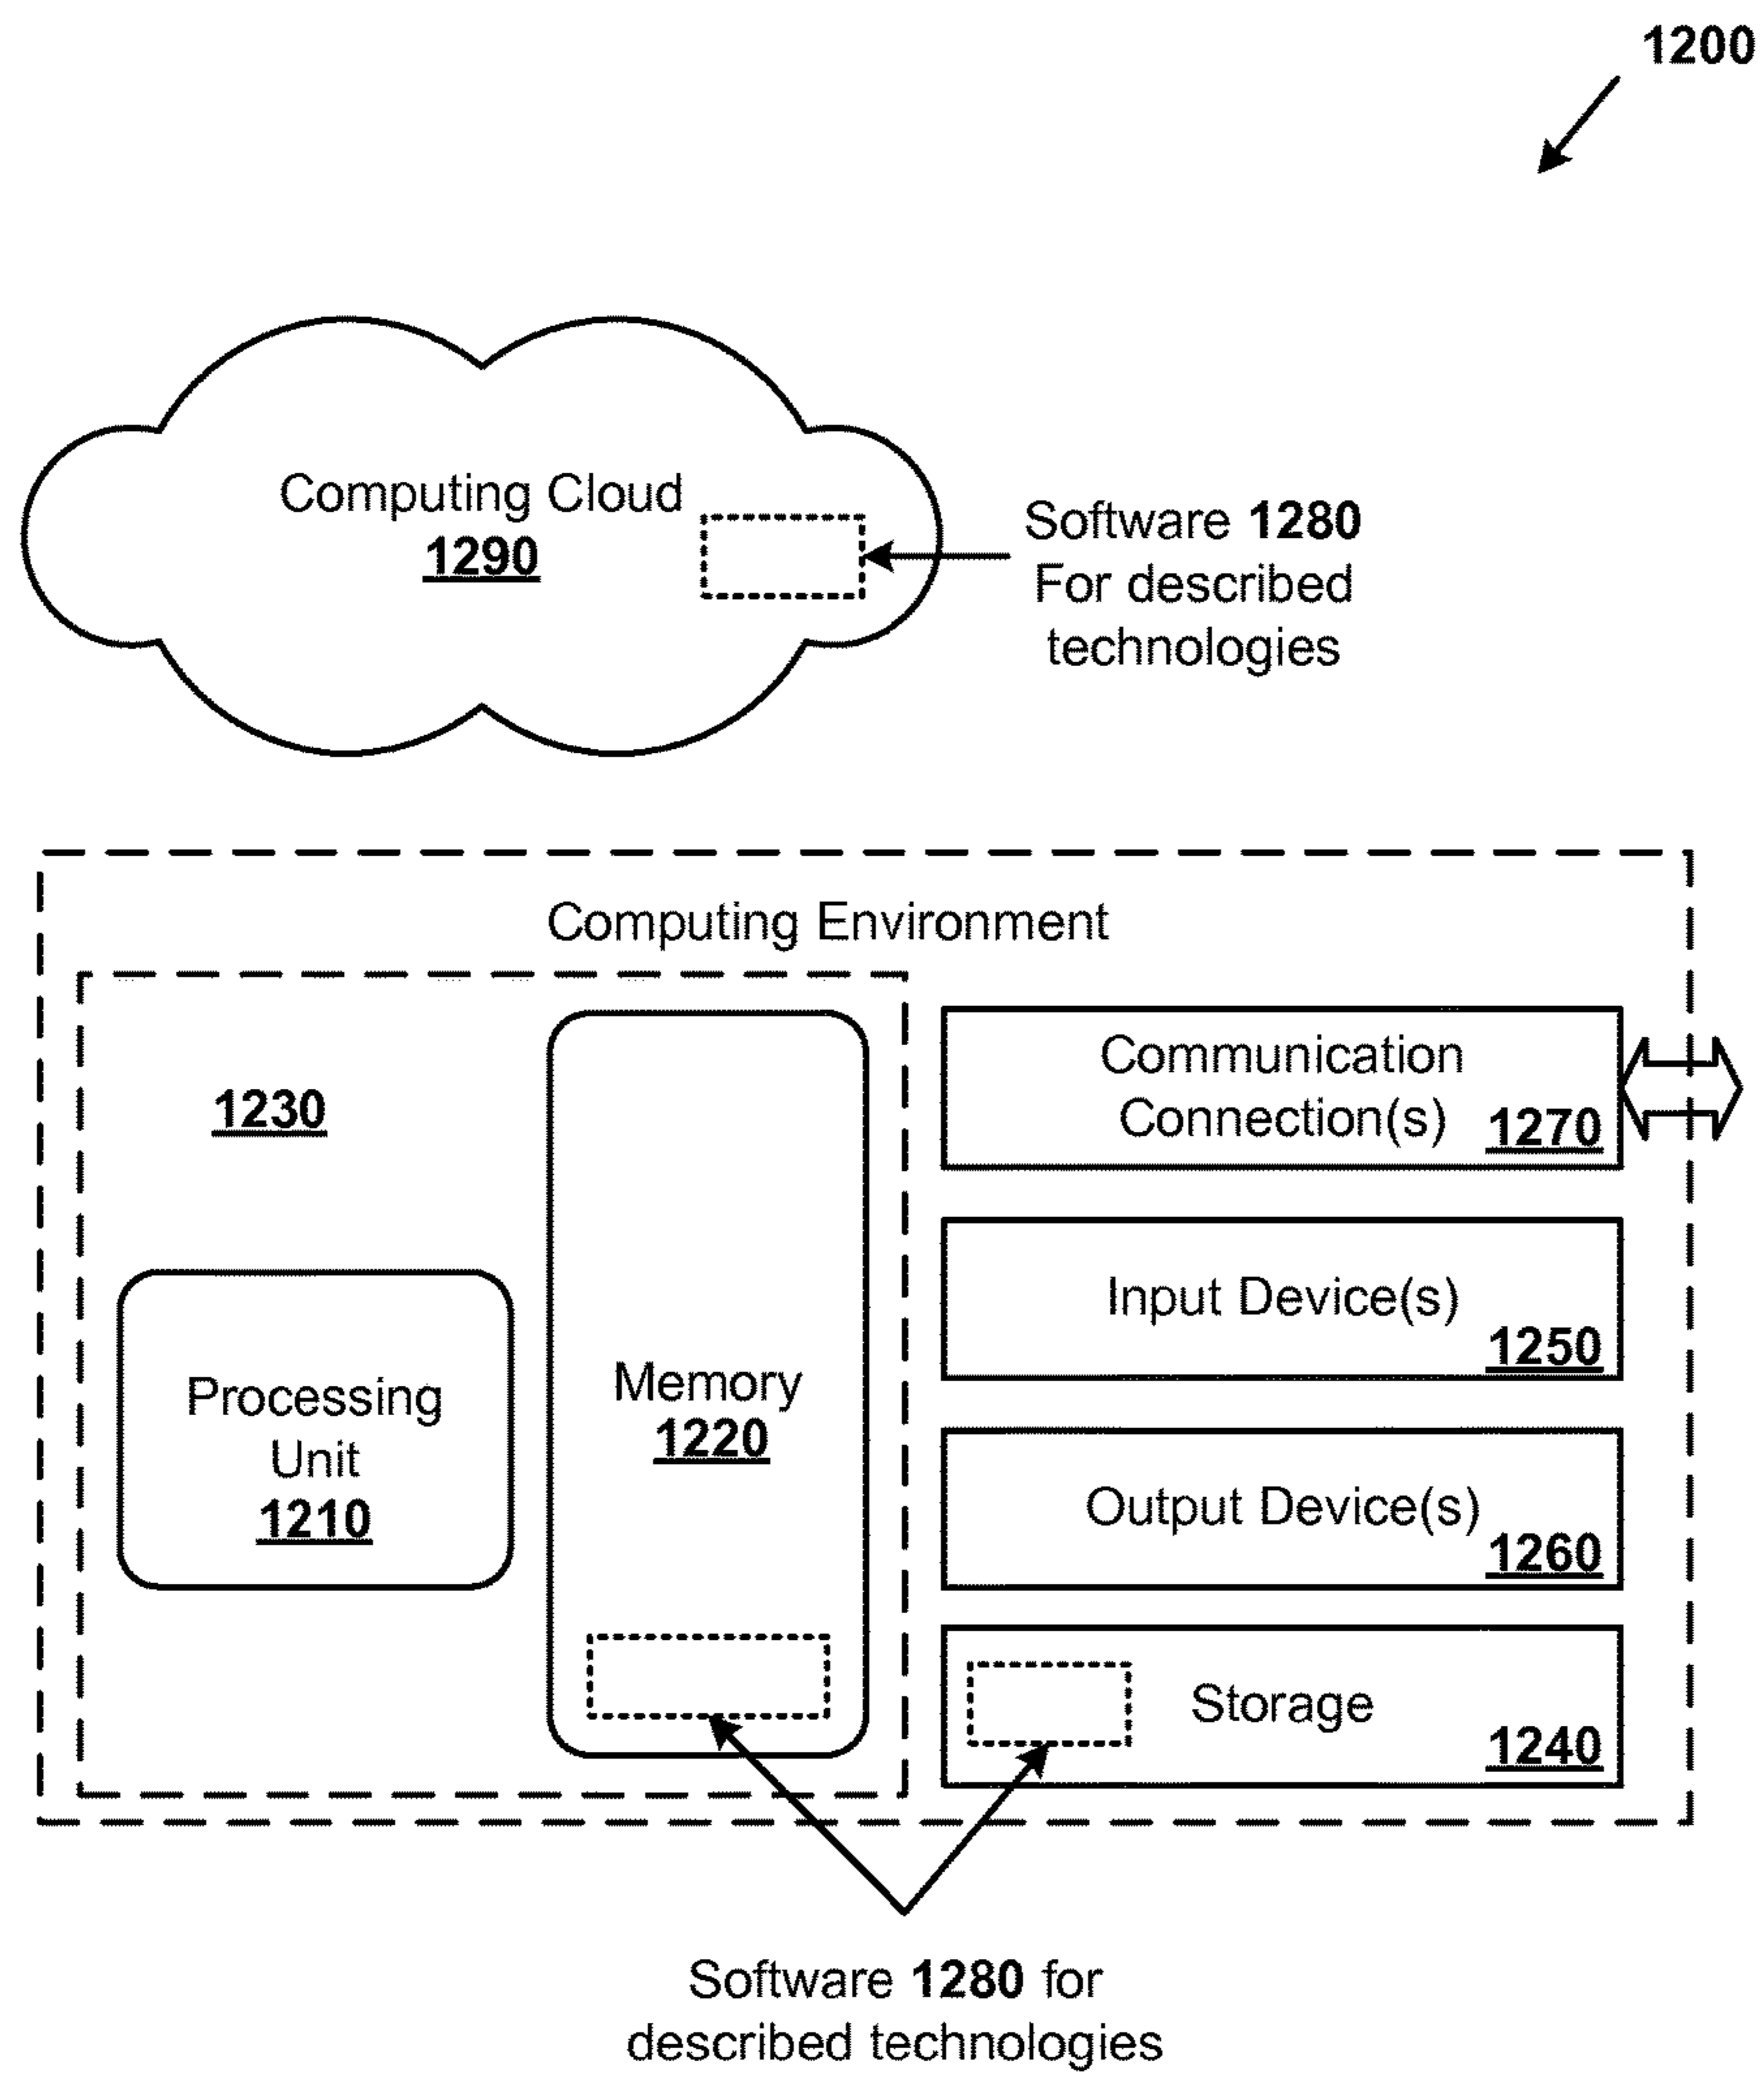 1200
Computing Cloud
1290
Software 1280
For described
technologies
Computing Environment
1230
Processing
Unit
1210
Memory
1220
Communication
Connection(s) 1270
Input Device(s)
1250
Output Device(s)
1260
Storage
1240
Software 1280 for
described technologies